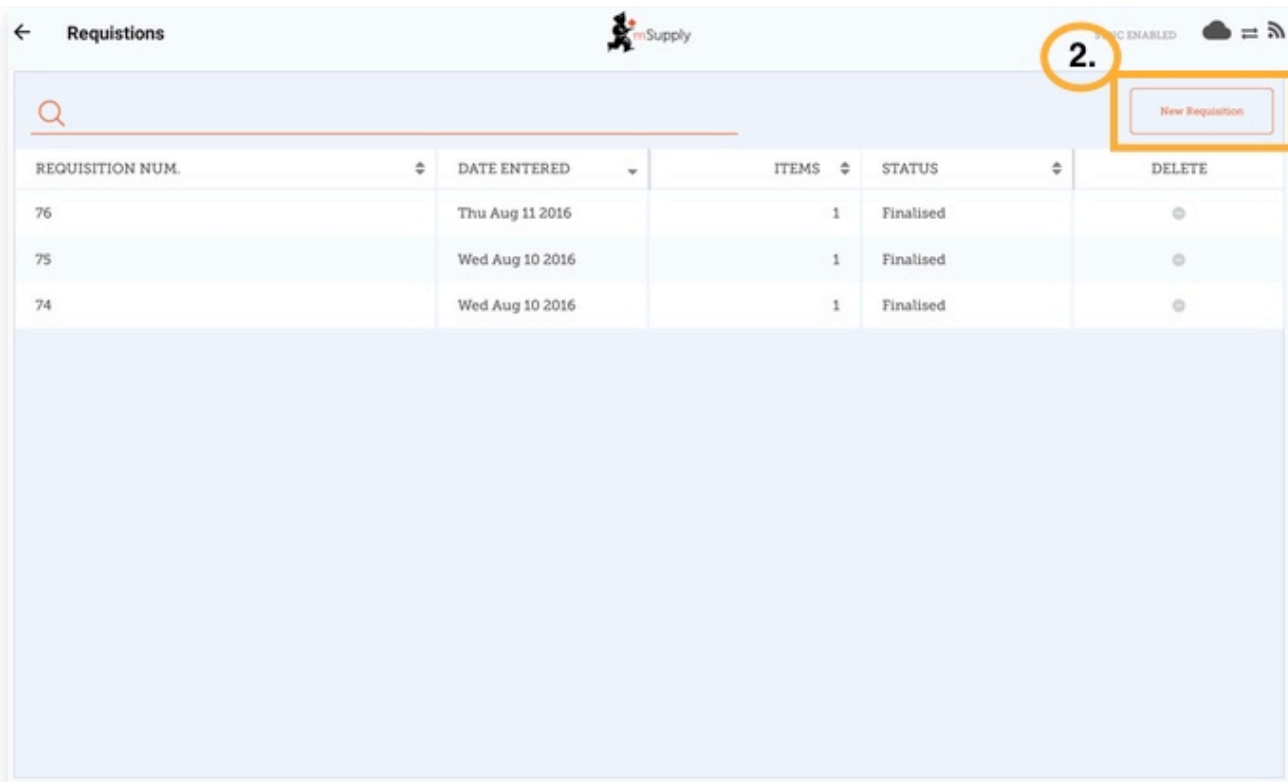 Requistions
mSupply
SYNC ENABLED
2.
New Requisition
REQUISITION NUM. DATE ENTERED ITEMS STATUS DELETE
76 Thu Aug 11 2016 1 Finalised
75 Wed Aug 10 2016 1 Finalised
74 Wed Aug 10 2016 1 Finalised